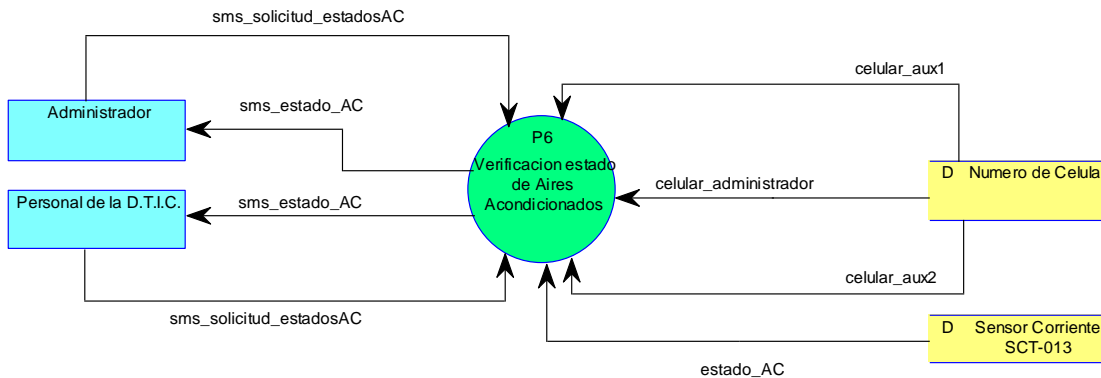 sms_solicitud_estadosAC
celular_aux1
Administrador
sms_estado_AC
P6
Verificacion estado
de Aires
Acondicionados
D Numero de Celula
celular_administrador
Personal de la D.T.I.C.
sms_estado_AC
celular_aux2
sms_solicitud_estadosAC
D Sensor Corriente
SCT-013
estado_AC